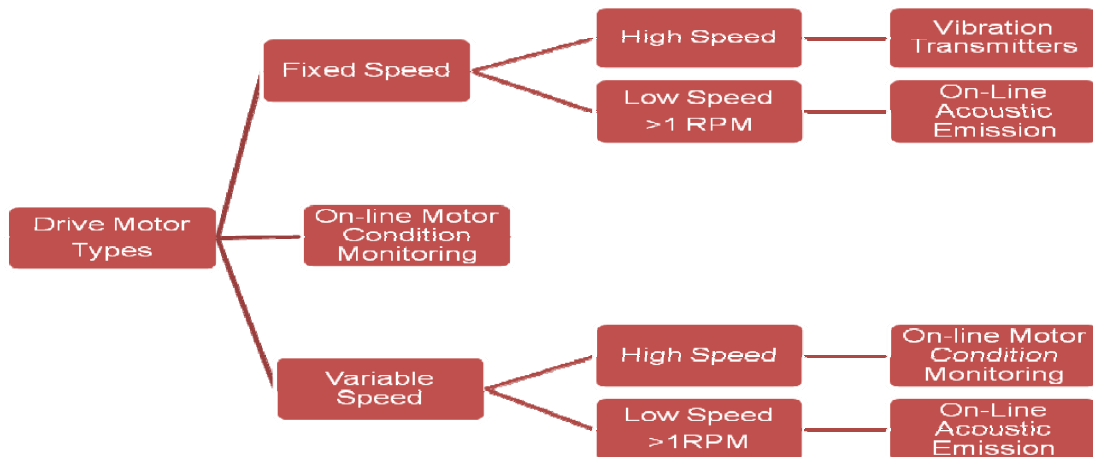 Drive Motor
Types
Fixed Speed
High Speed
Vibration
Transmitters
Low Speed
>1 RPM
On-Line
Acoustic
Emission
On-line Motor
Condition
Monitoring
Variable
Speed
High Speed
On-line Motor
Condition
Monitoring
Low Speed
>1RPM
On-Line
Acoustic
Emission